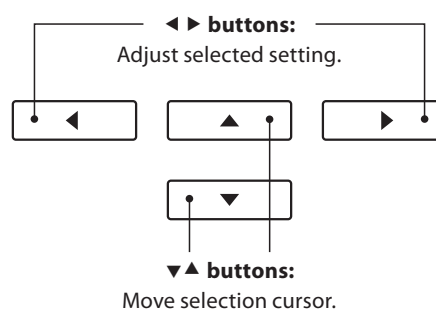 ◀ ▶ buttons:
Adjust selected setting.
◀
▲
▶
▼
▼▲ buttons:
Move selection cursor.